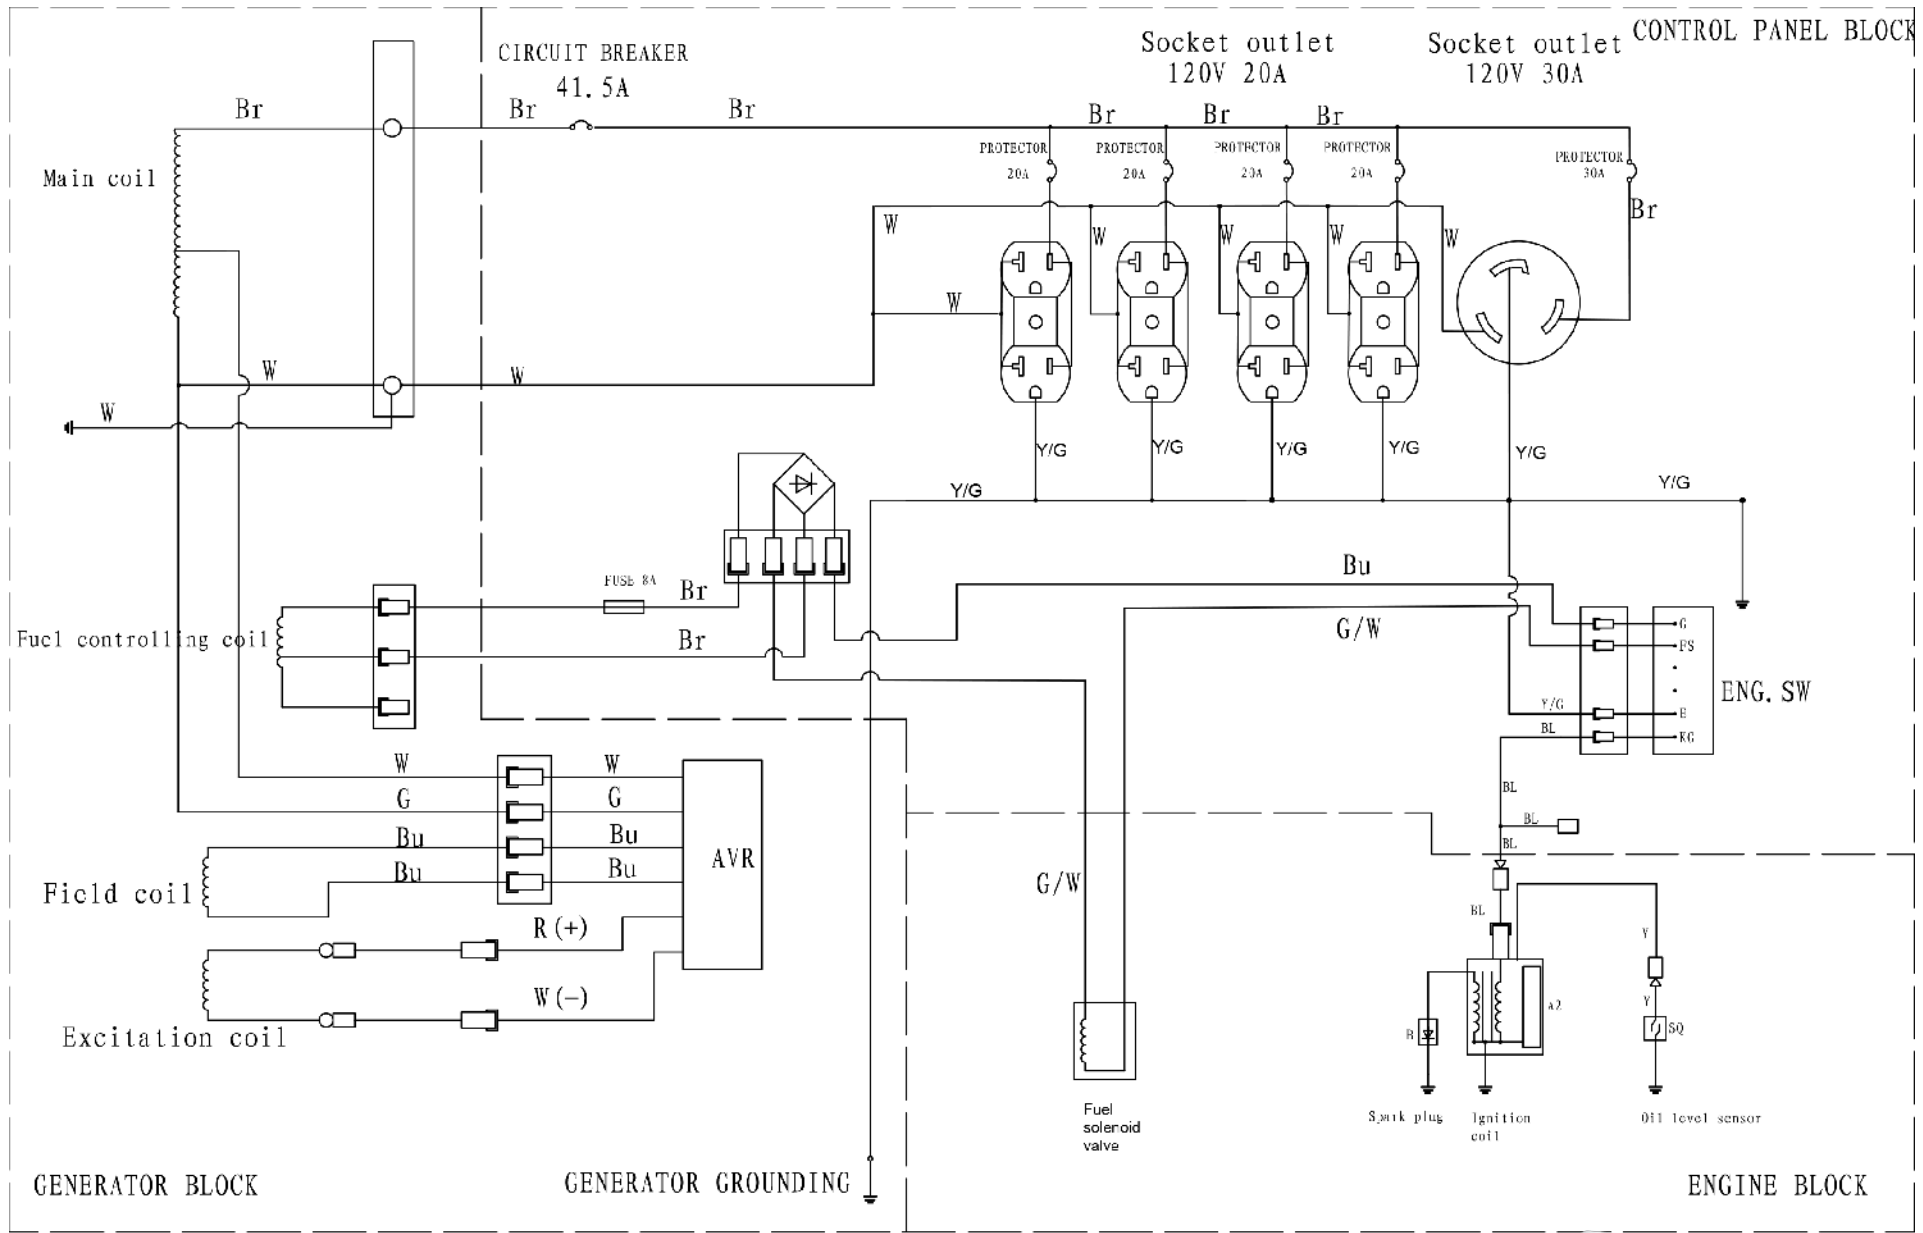 CONTROL PANEL BLOCK
Socket outlet
120V 20A
Socket outlet
120V 30A
CIRCUIT BREAKER
41.5A
Br
Br
Br
Br
Br
Br
PROTECTOR
20A
PROTECTOR
20A
PROTECTOR
20A
PROTECTOR
20A
PROTECTOR
30A
Br
Main coil
W
W
W
W
W
W
W
W
W
Y/G
Y/G
Y/G
Y/G
Y/G
Y/G
Y/G
FUSE 8A
Br
Br
Fuel controlling coil
Bu
G/W
G
FS
E
KG
ENG.SW
Y/G
BL
BL
BL
BL
BL
W
W
G
G
Bu
Bu
Bu
Bu
AVR
Field coil
R(+)
W(-)
Excitation coil
G/W
Fuel
solenoid
valve
Y
Y
A2
B
SQ
Spark plug
Ignition
coil
Oil level sensor
GENERATOR BLOCK
GENERATOR GROUNDING
ENGINE BLOCK